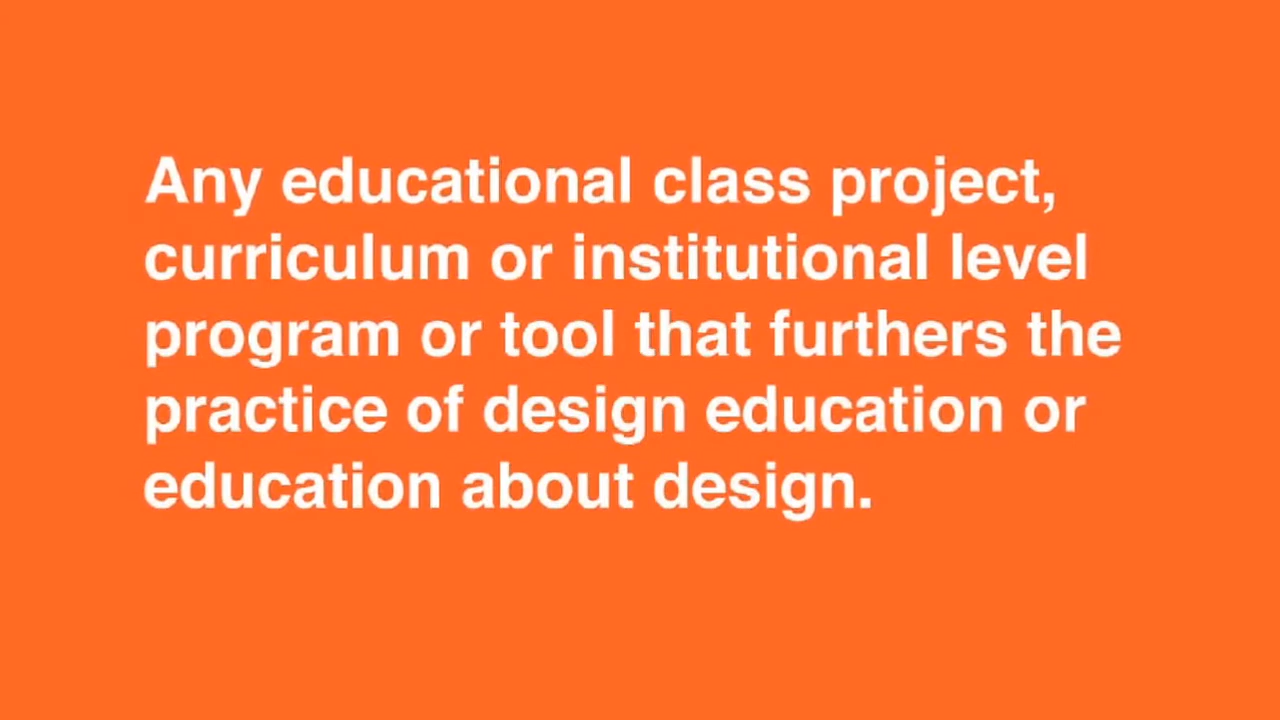 Any educational class project,
curriculum or institutional level
program or tool that furthers the
practice of design education or
education about design.